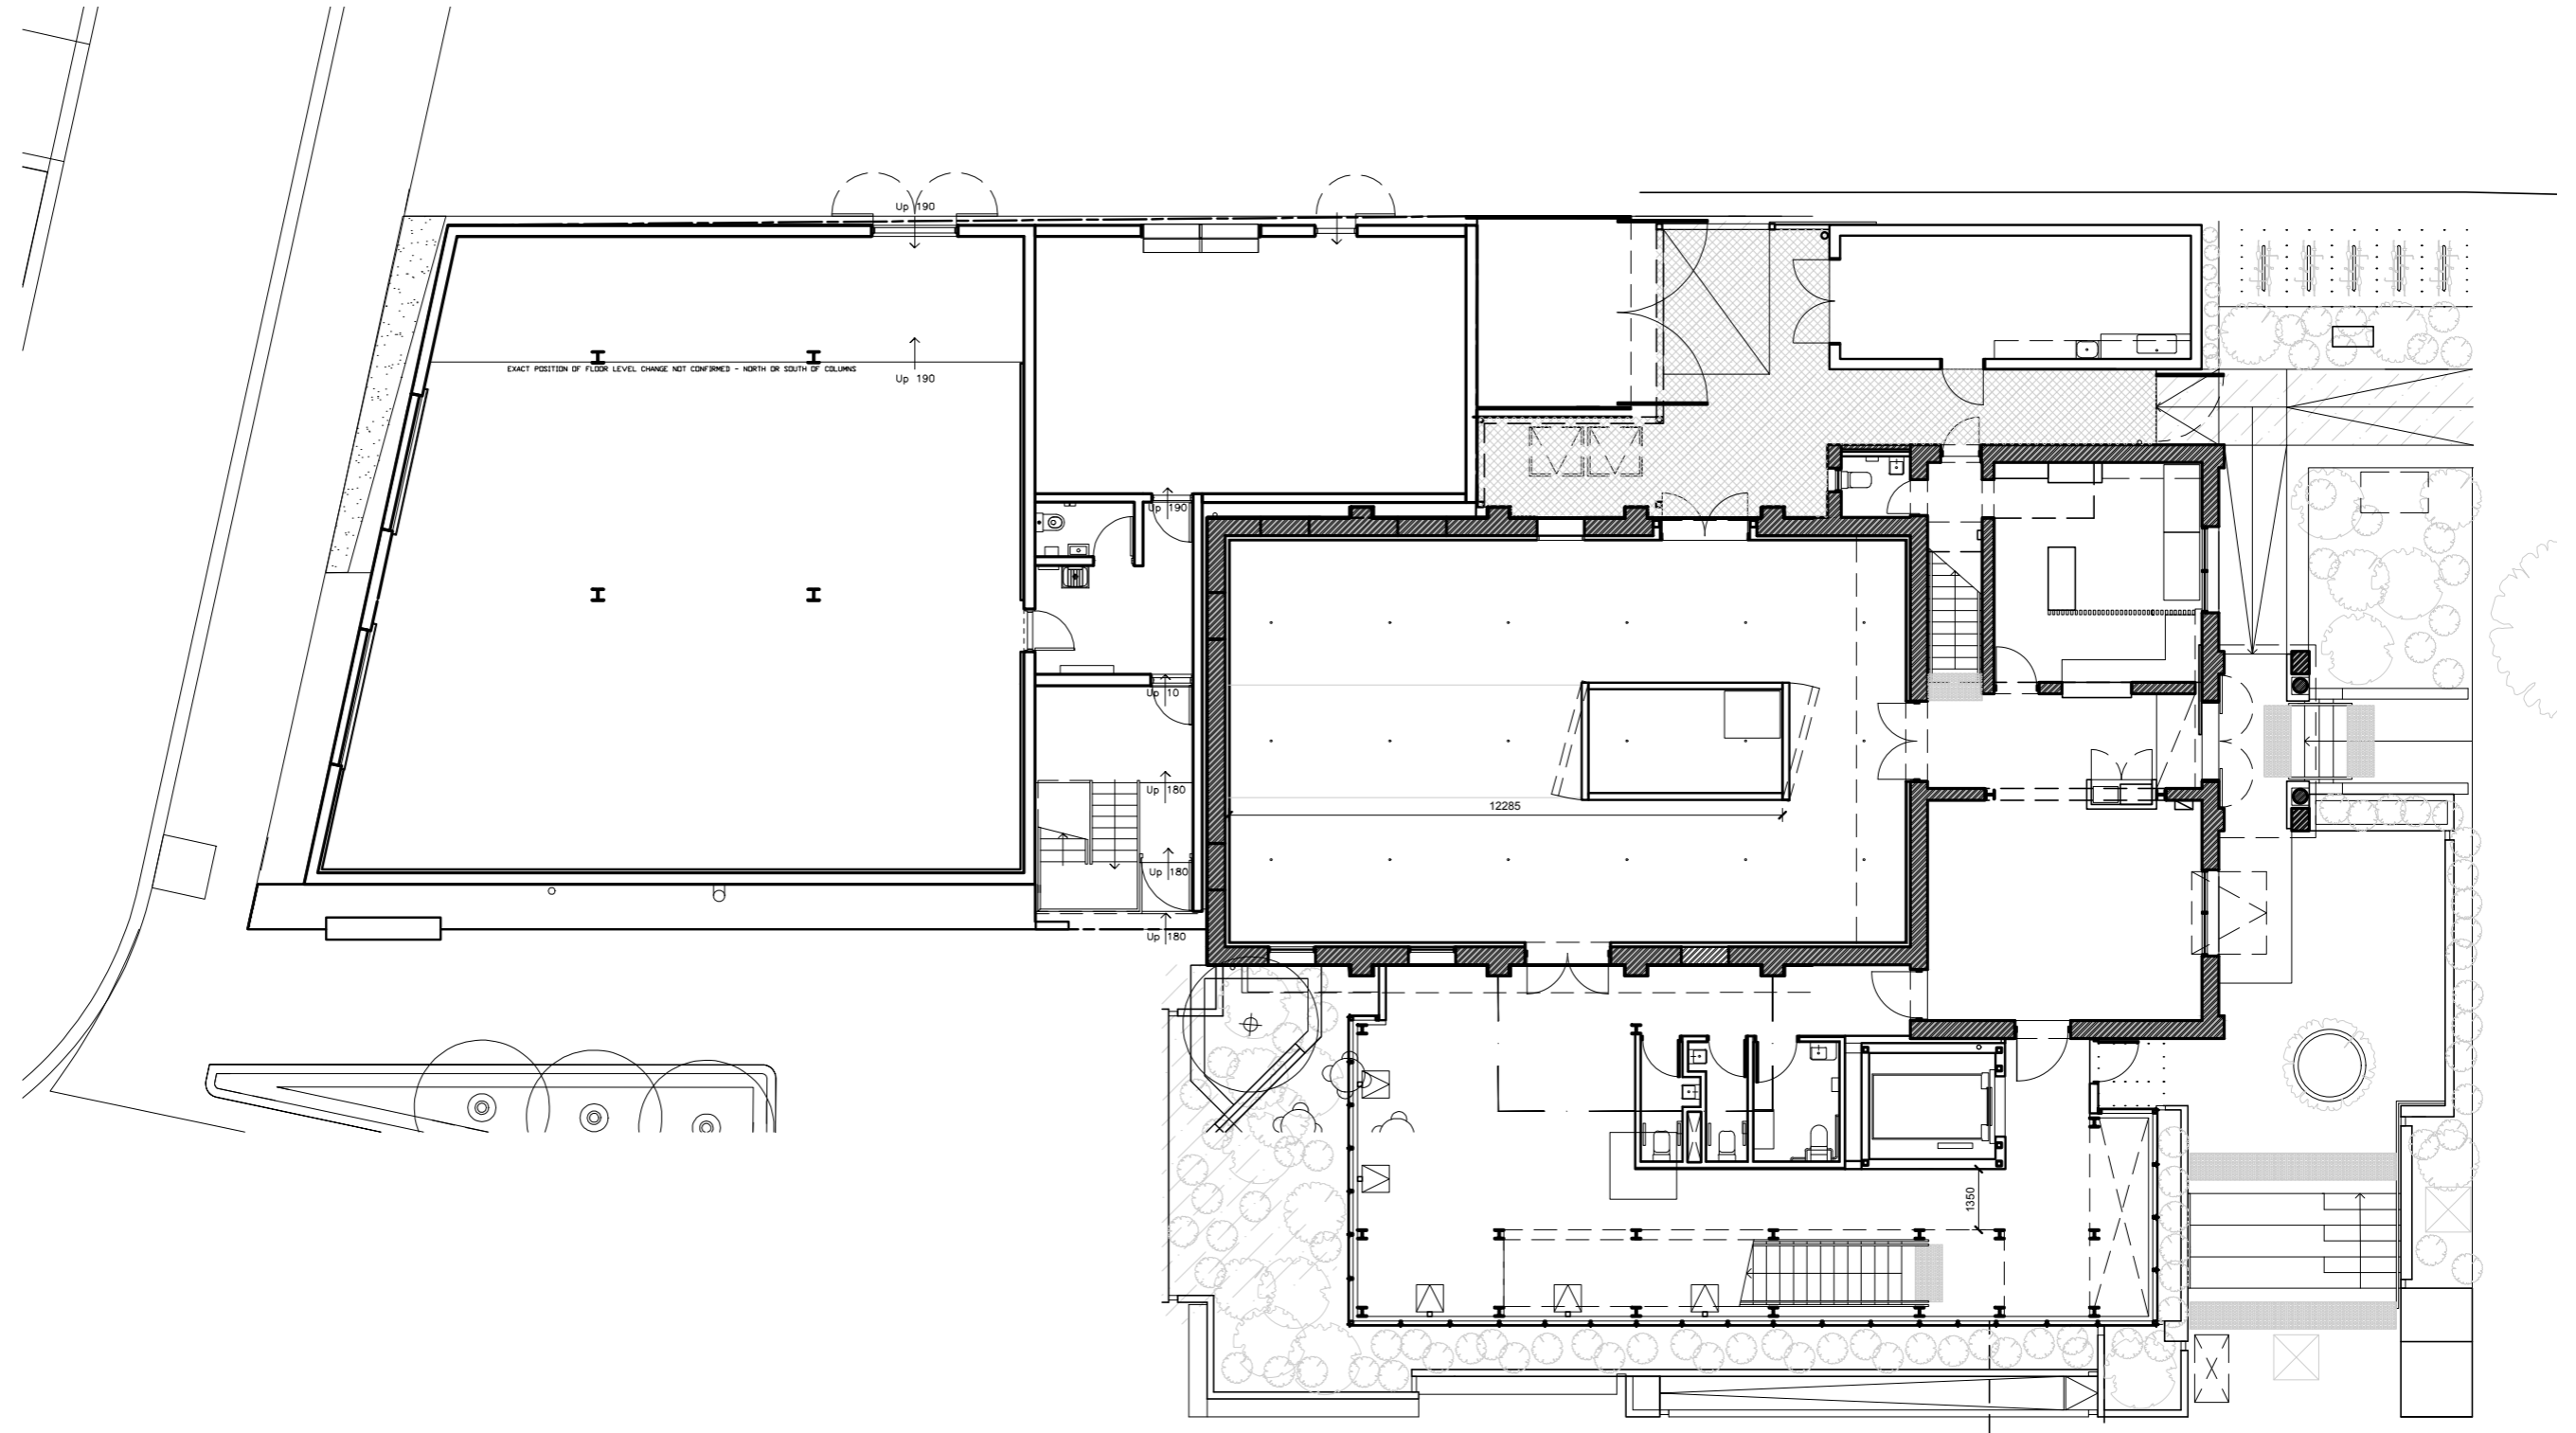 Up 190
EXACT POSITION OF FLOOR LEVEL CHANGE NOT CONFIRMED - NORTH OR SOUTH OF COLUMNS
Up 190
Up 190
Up 10
Up 180
12285
Up 180
Up 180
1350